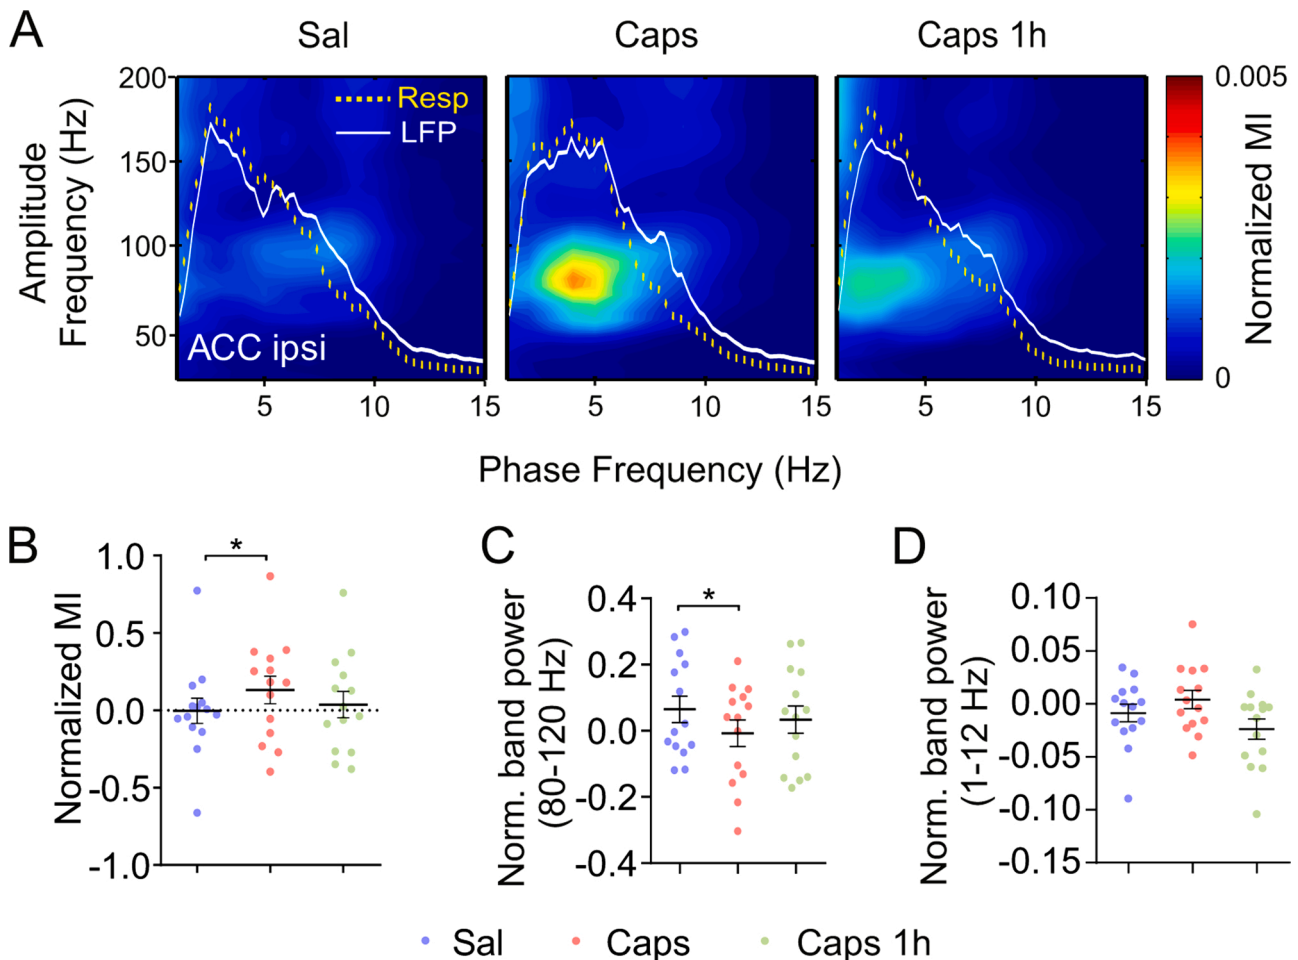 A
Sal
Caps
Caps 1h
Amplitude
Frequency (Hz)
200
150
100
50
Resp
LFP
ACC ipsi
5
10
15
5
10
15
5
10
15
Phase Frequency (Hz)
0.005
0
Normalized MI
B
Normalized MI
1.0
0.5
0.0
-0.5
-1.0
*
C
Norm. band power
(80-120 Hz)
0.4
0.2
0.0
-0.2
-0.4
*
D
Norm. band power
(1-12 Hz)
0.10
0.05
0.00
-0.05
-0.10
-0.15
Sal
Caps
Caps 1h